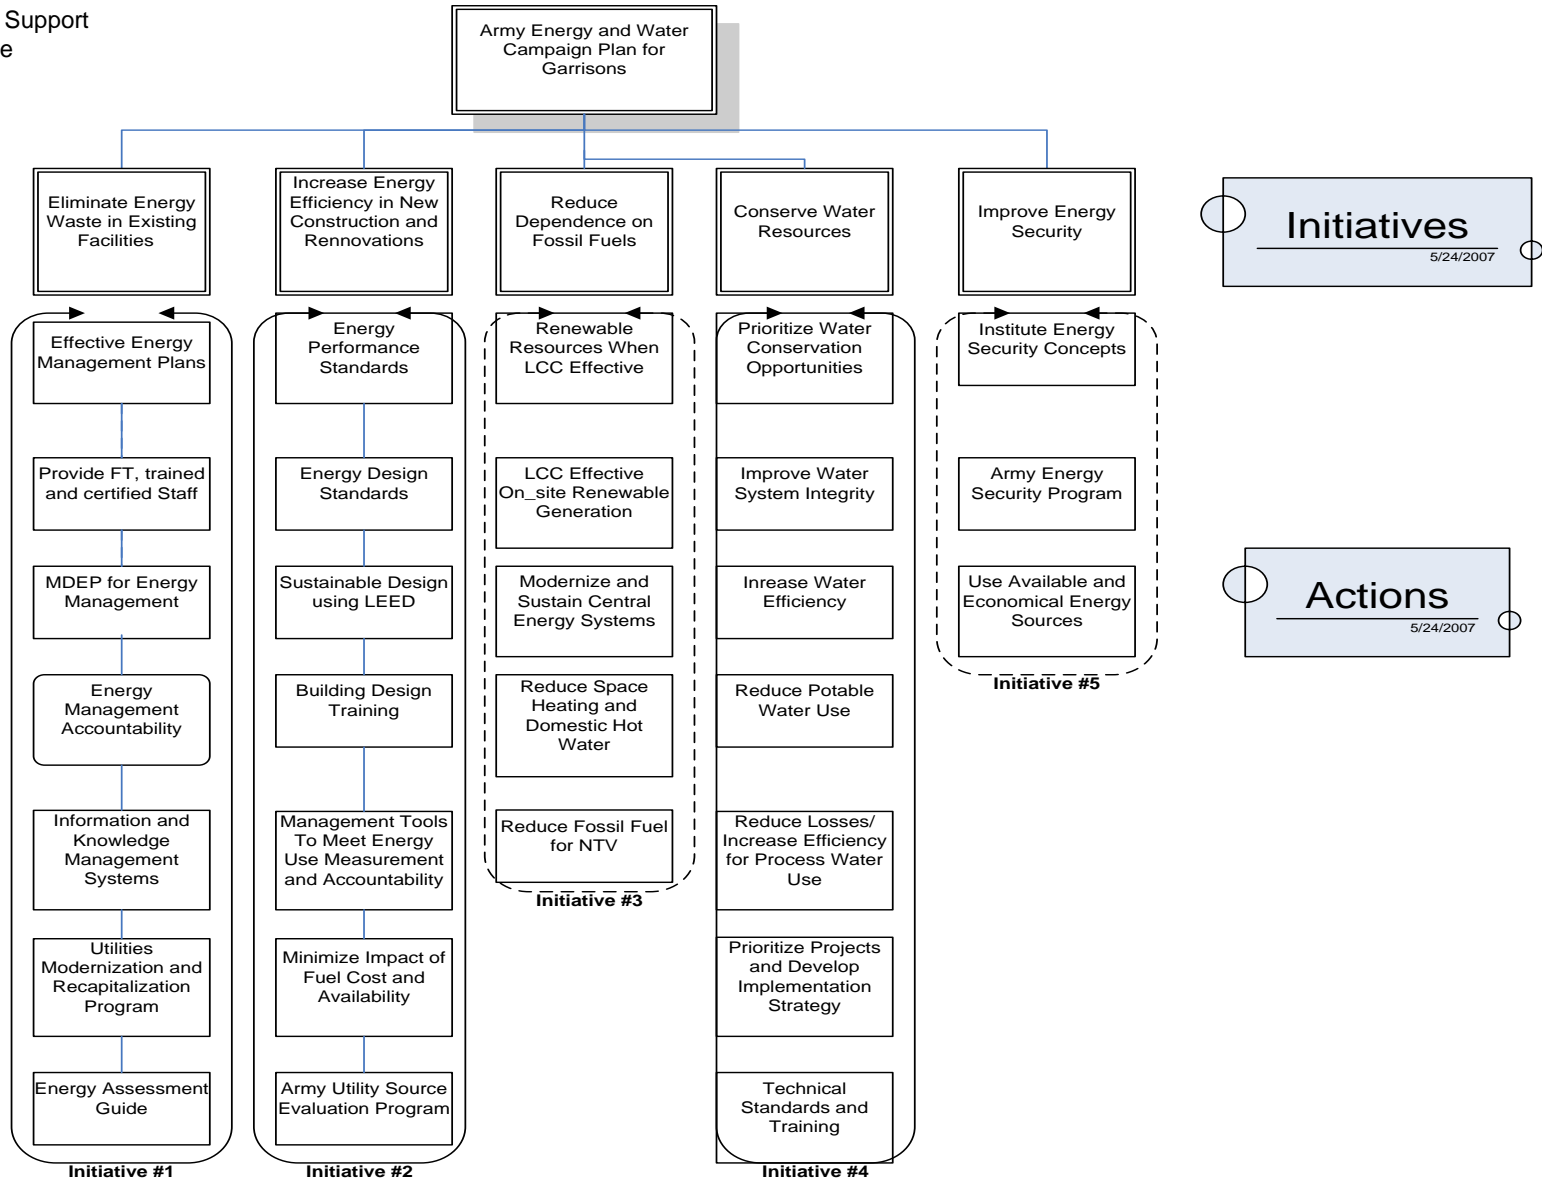 Support
e
Army Energy and Water
Campaign Plan for
Garrisons
Eliminate Energy
Waste in Existing
Facilities
Increase Energy
Efficiency in New
Construction and
Rennovations
Reduce
Dependence on
Fossil Fuels
Conserve Water
Resources
Improve Energy
Security
Initiatives
5/24/2007
Effective Energy
Management Plans
Provide FT, trained
and certified Staff
MDEP for Energy
Management
Energy
Management
Accountability
Information and
Knowledge
Management
Systems
Utilities
Modernization and
Recapitalization
Program
Energy Assessment
Guide
Initiative #1
Energy
Performance
Standards
Energy Design
Standards
Sustainable Design
using LEED
Building Design
Training
Management Tools
To Meet Energy
Use Measurement
and Accountability
Minimize Impact of
Fuel Cost and
Availability
Army Utility Source
Evaluation Program
Initiative #2
Renewable
Resources When
LCC Effective
LCC Effective
On_site Renewable
Generation
Modernize and
Sustain Central
Energy Systems
Reduce Space
Heating and
Domestic Hot
Water
Reduce Fossil Fuel
for NTV
Initiative #3
Prioritize Water
Conservation
Opportunities
Improve Water
System Integrity
Inrease Water
Efficiency
Reduce Potable
Water Use
Reduce Losses/
Increase Efficiency
for Process Water
Use
Prioritize Projects
and Develop
Implementation
Strategy
Technical
Standards and
Training
Initiative #4
Institute Energy
Security Concepts
Army Energy
Security Program
Use Available and
Economical Energy
Sources
Initiative #5
Actions
5/24/2007